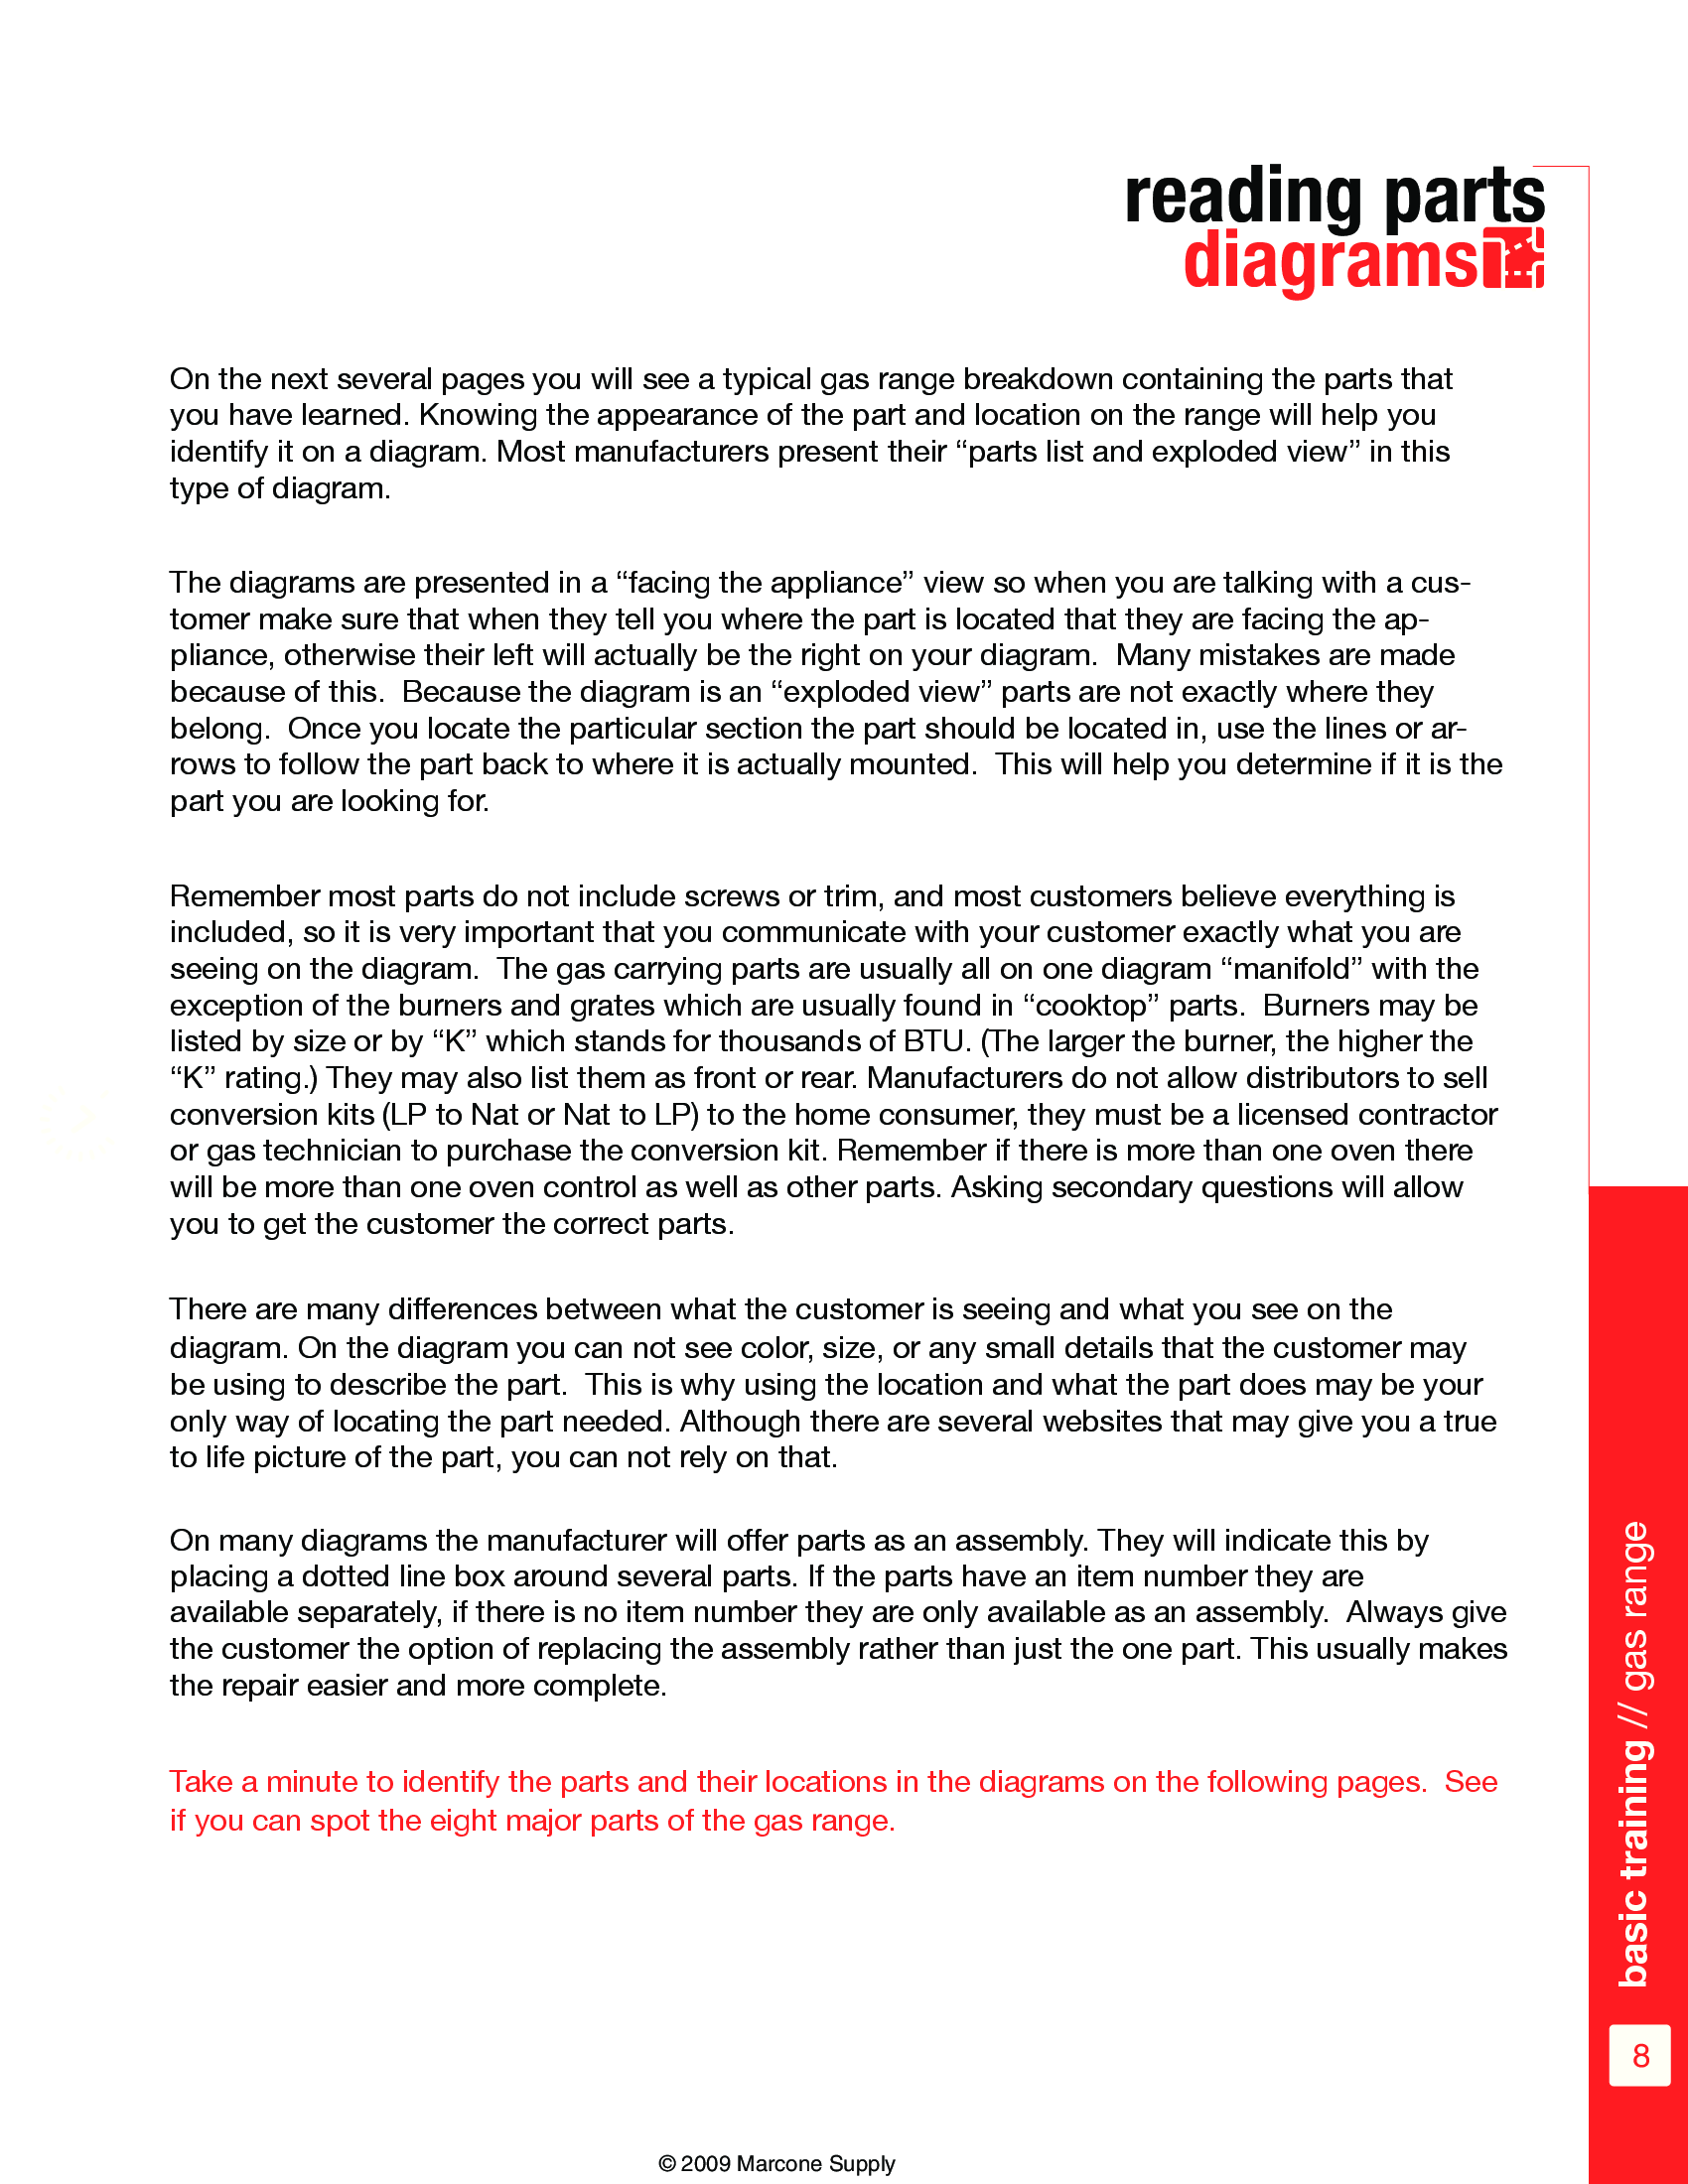 reading parts
diagrams
On the next several pages you will see a typical gas range breakdown containing the parts that
you have learned. Knowing the appearance of the part and location on the range will help you
identify it on a diagram. Most manufacturers present their “parts list and exploded view” in this
type of diagram.
The diagrams are presented in a “facing the appliance” view so when you are talking with a cus-
tomer make sure that when they tell you where the part is located that they are facing the ap-
pliance, otherwise their left will actually be the right on your diagram.  Many mistakes are made
because of this.  Because the diagram is an “exploded view” parts are not exactly where they
belong.  Once you locate the particular section the part should be located in, use the lines or ar-
rows to follow the part back to where it is actually mounted.  This will help you determine if it is the
part you are looking for.
Remember most parts do not include screws or trim, and most customers believe everything is
included, so it is very important that you communicate with your customer exactly what you are
seeing on the diagram.  The gas carrying parts are usually all on one diagram “manifold” with the
exception of the burners and grates which are usually found in “cooktop” parts.  Burners may be
listed by size or by “K” which stands for thousands of BTU. (The larger the burner, the higher the
“K” rating.) They may also list them as front or rear. Manufacturers do not allow distributors to sell
conversion kits (LP to Nat or Nat to LP) to the home consumer, they must be a licensed contractor
or gas technician to purchase the conversion kit. Remember if there is more than one oven there
will be more than one oven control as well as other parts. Asking secondary questions will allow
you to get the customer the correct parts.
There are many differences between what the customer is seeing and what you see on the
diagram. On the diagram you can not see color, size, or any small details that the customer may
be using to describe the part.  This is why using the location and what the part does may be your
only way of locating the part needed. Although there are several websites that may give you a true
to life picture of the part, you can not rely on that.
On many diagrams the manufacturer will offer parts as an assembly. They will indicate this by
placing a dotted line box around several parts. If the parts have an item number they are
available separately, if there is no item number they are only available as an assembly.  Always give
the customer the option of replacing the assembly rather than just the one part. This usually makes
the repair easier and more complete.
Take a minute to identify the parts and their locations in the diagrams on the following pages.  See
if you can spot the eight major parts of the gas range.
basic training // gas range
8
© 2009 Marcone Supply